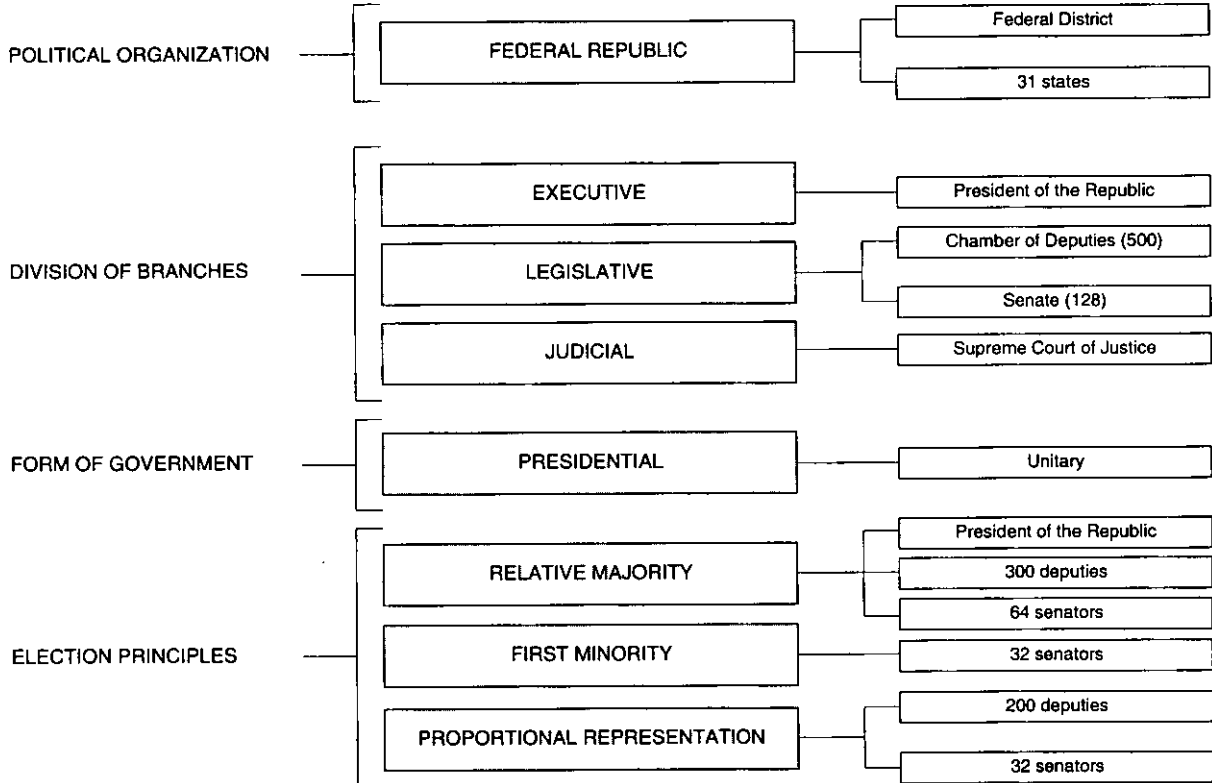 POLITICAL ORGANIZATION
FEDERAL REPUBLIC
Federal District
31 states
DIVISION OF BRANCHES
EXECUTIVE
President of the Republic
LEGISLATIVE
Chamber of Deputies (500)
Senate (128)
JUDICIAL
Supreme Court of Justice
FORM OF GOVERNMENT
PRESIDENTIAL
Unitary
ELECTION PRINCIPLES
RELATIVE MAJORITY
President of the Republic
300 deputies
64 senators
FIRST MINORITY
32 senators
PROPORTIONAL REPRESENTATION
200 deputies
32 senators